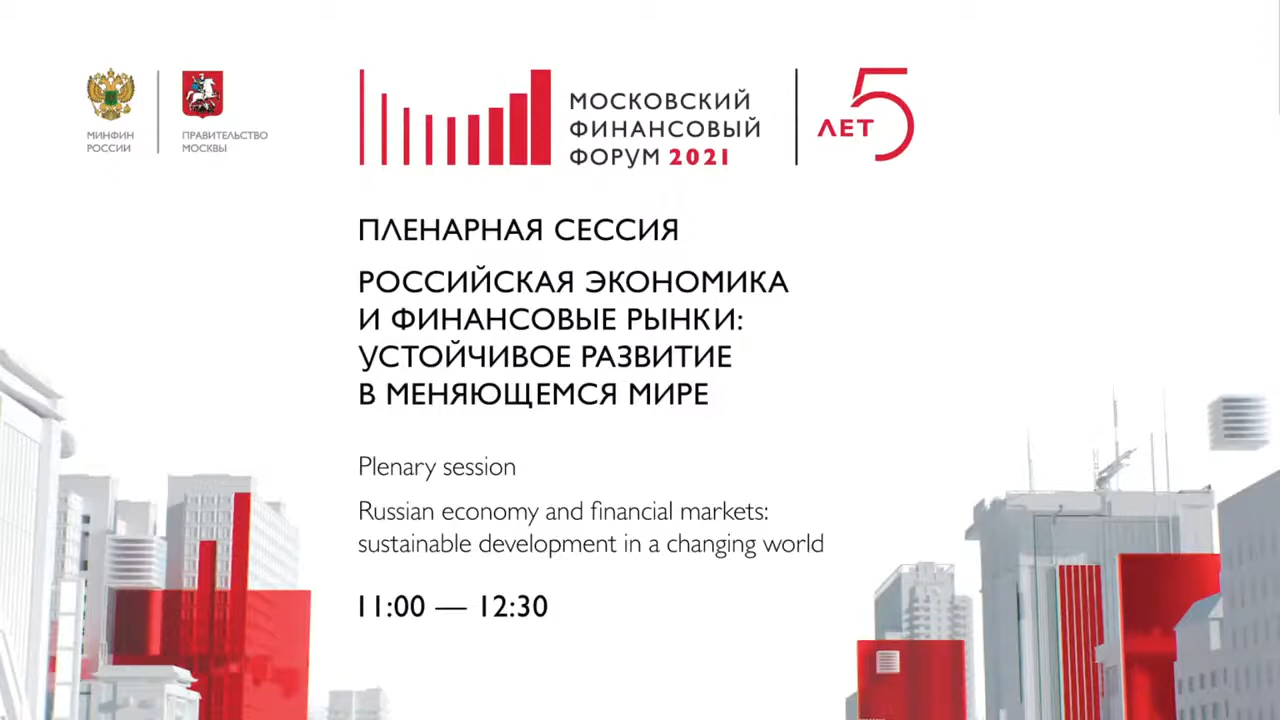 МИНФИН
РОССИИ
ПРАВИТЕЛЬСТВО
МОСКВЫ
МОСКОВСКИЙ
ФИНАНСОВЫЙ
ФОРУМ 2021
5
ЛЕТ
ПЛЕНАРНАЯ СЕССИЯ
РОССИЙСКАЯ ЭКОНОМИКА
И ФИНАНСОВЫЕ РЫНКИ:
УСТОЙЧИВОЕ РАЗВИТИЕ
В МЕНЯЮЩЕМСЯ МИРЕ
Plenary session
Russian economy and financial markets:
sustainable development in a changing world
11:00 — 12:30